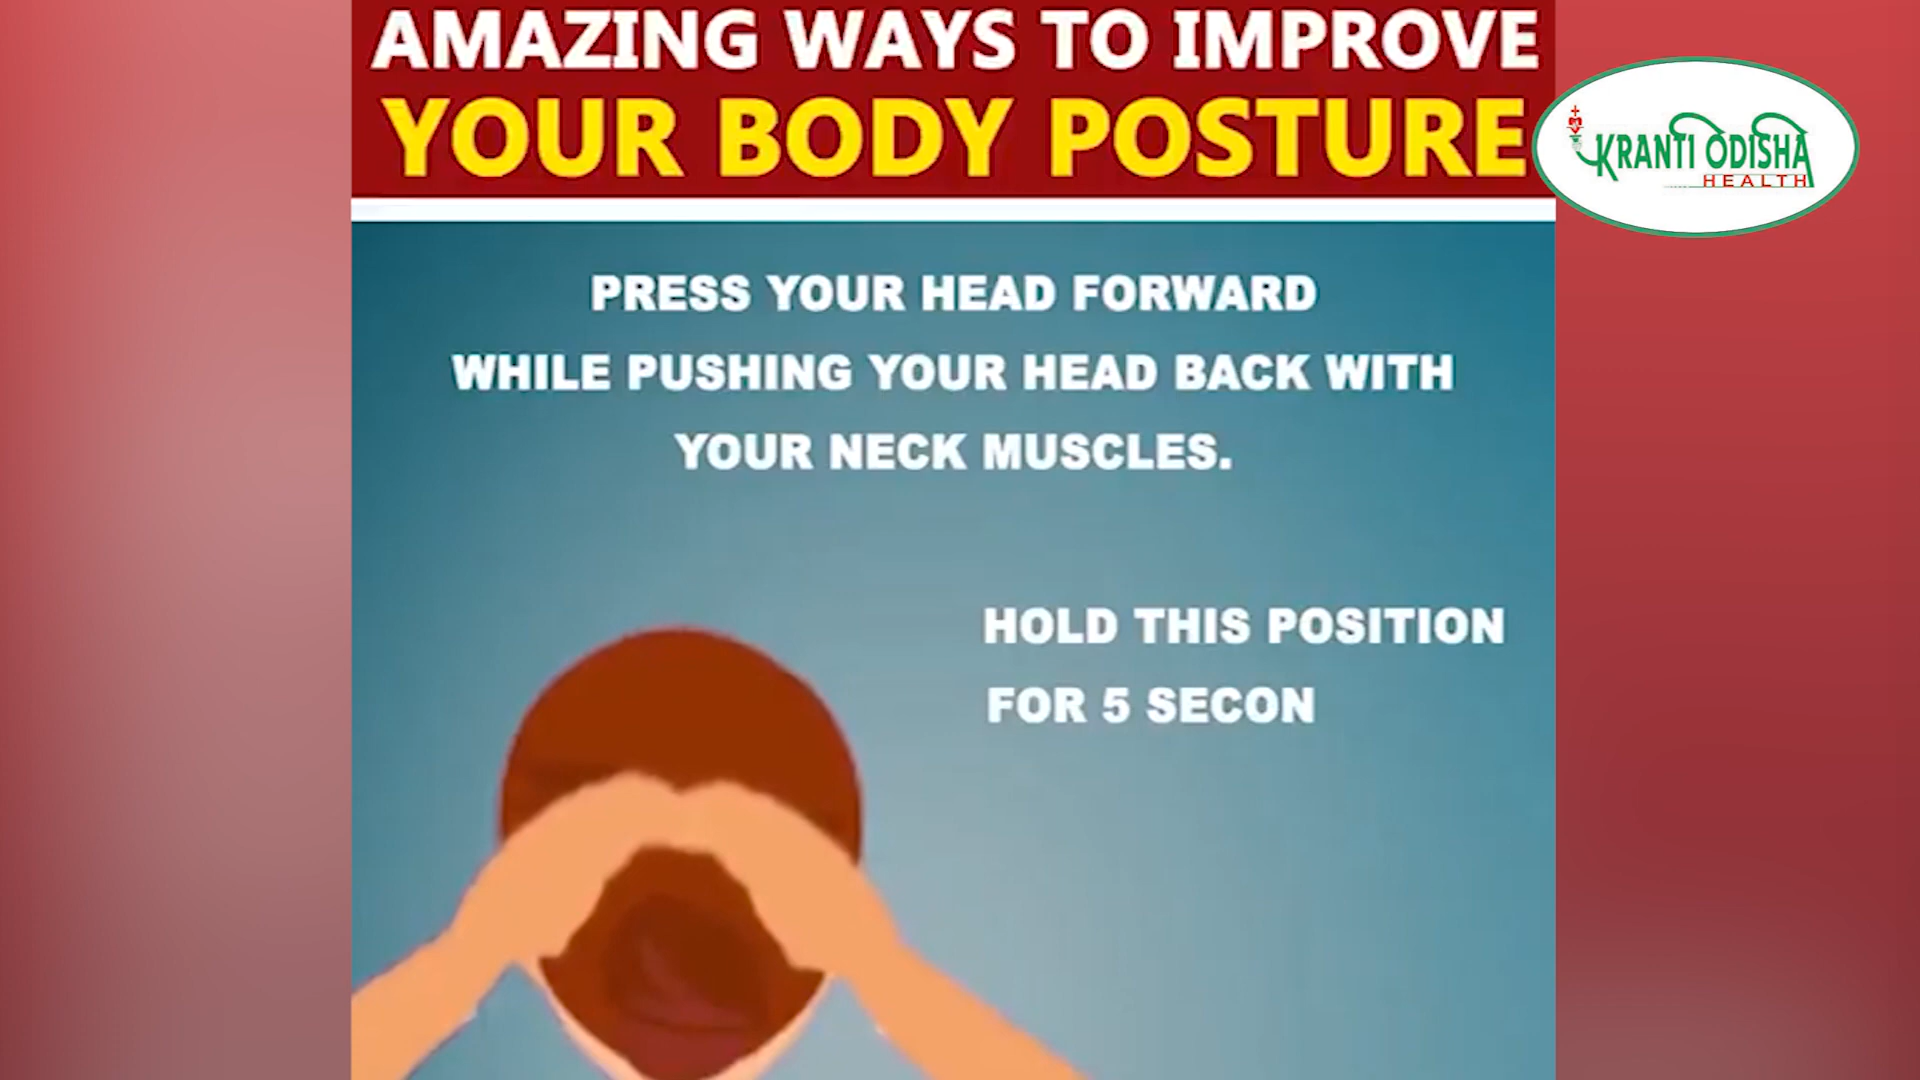 AMAZING WAYS TO IMPROVE
YOUR BODY POSTURE
KRANTI ODISHA
HEALTH
PRESS YOUR HEAD FORWARD
WHILE PUSHING YOUR HEAD BACK WITH
YOUR NECK MUSCLES.
HOLD THIS POSITION
FOR 5 SECON